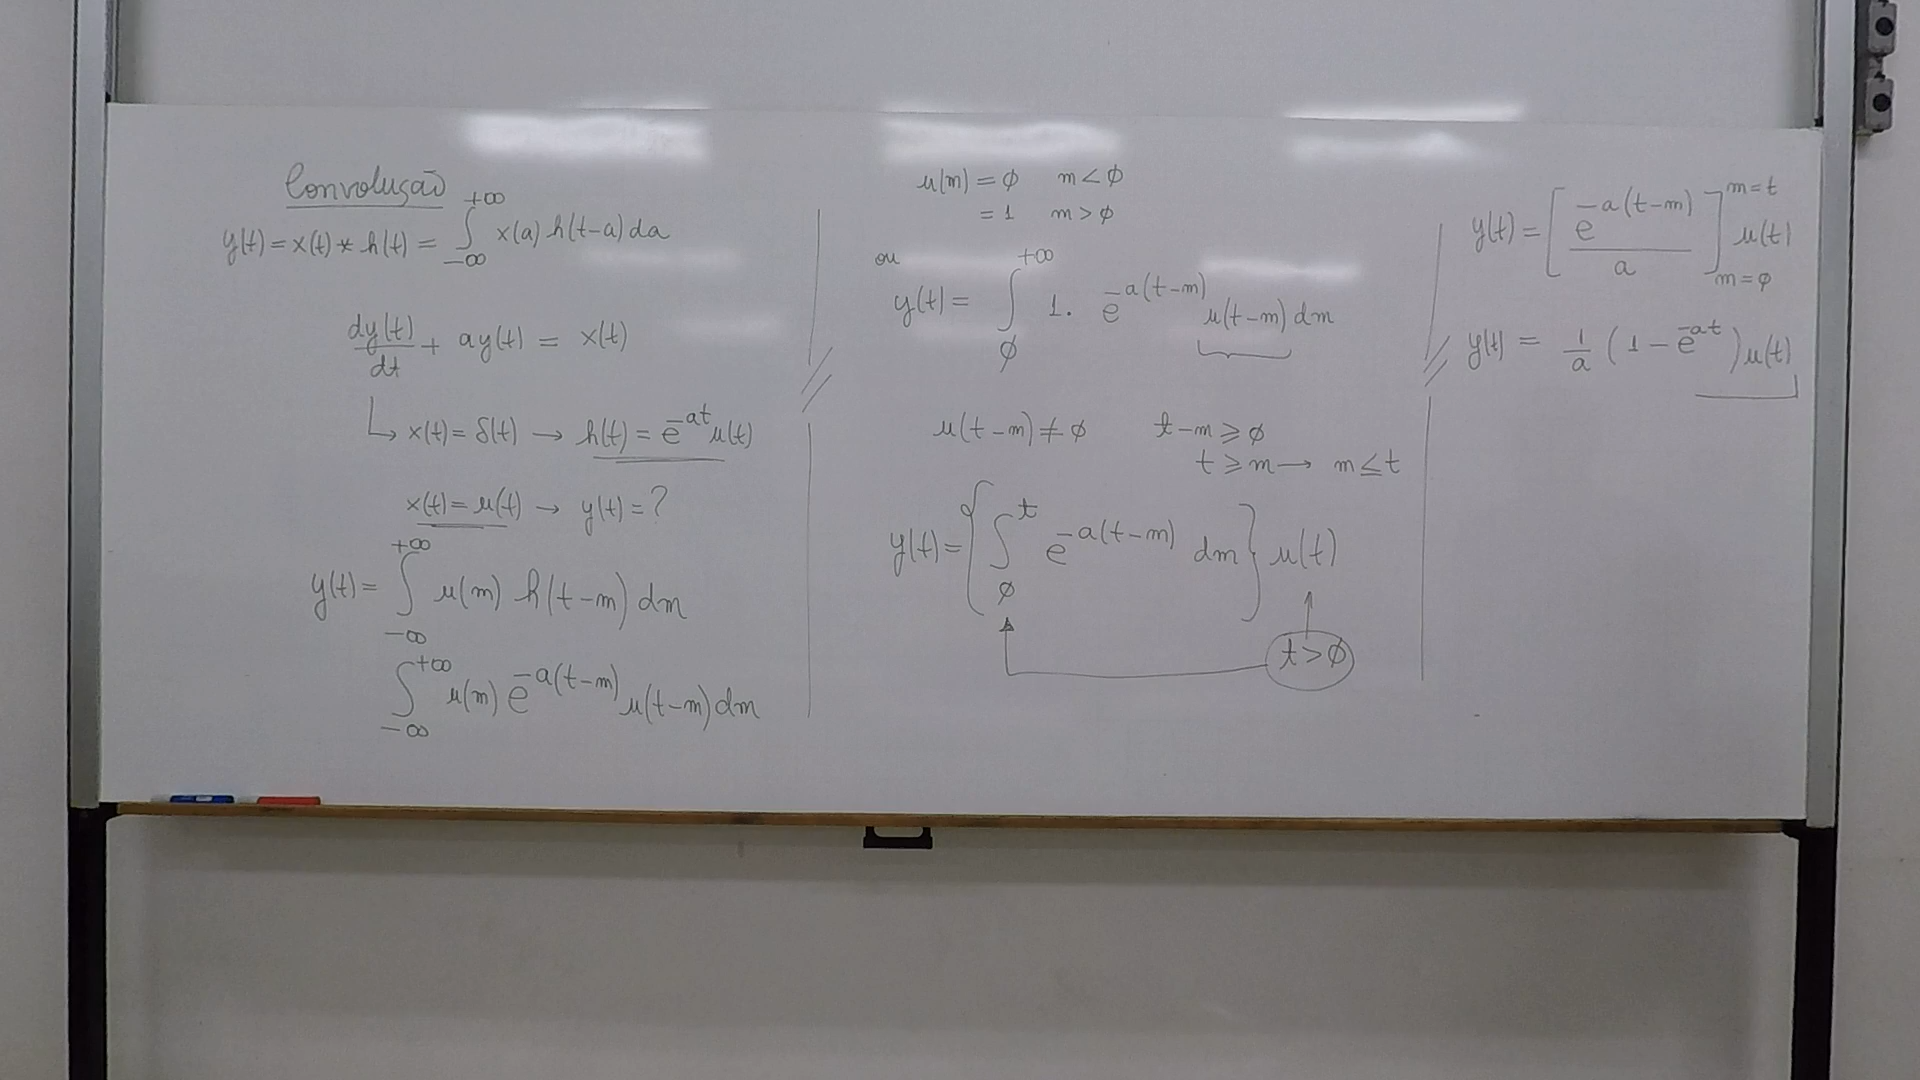 Convolução
y(t) = x(t) * h(t) = ∫_{-∞}^{+∞} x(a) h(t-a) da
dy(t)/dt + ay(t) = x(t)
↳ x(t) = δ(t) → h(t) = e^{-at} u(t)
x(t) = u(t) → y(t) = ?
y(t) = ∫_{-∞}^{+∞} u(m) h(t-m) dm
∫_{-∞}^{+∞} u(m) e^{-a(t-m)} u(t-m) dm
u(m) = ϕ m < ϕ
= 1 m > ϕ
ou
y(t) = ∫_{ϕ}^{+∞} 1. e^{-a(t-m)} u(t-m) dm
u(t-m) ≠ ϕ t-m ≥ ϕ
t ≥ m → m ≤ t
y(t) = { ∫_{ϕ}^{t} e^{-a(t-m)} dm } u(t)
t > ϕ
y(t) = [ e^{-a(t-m)} / a ]_{m=ϕ}^{m=t} u(t)
y(t) = 1/a (1 - e^{-at}) u(t)